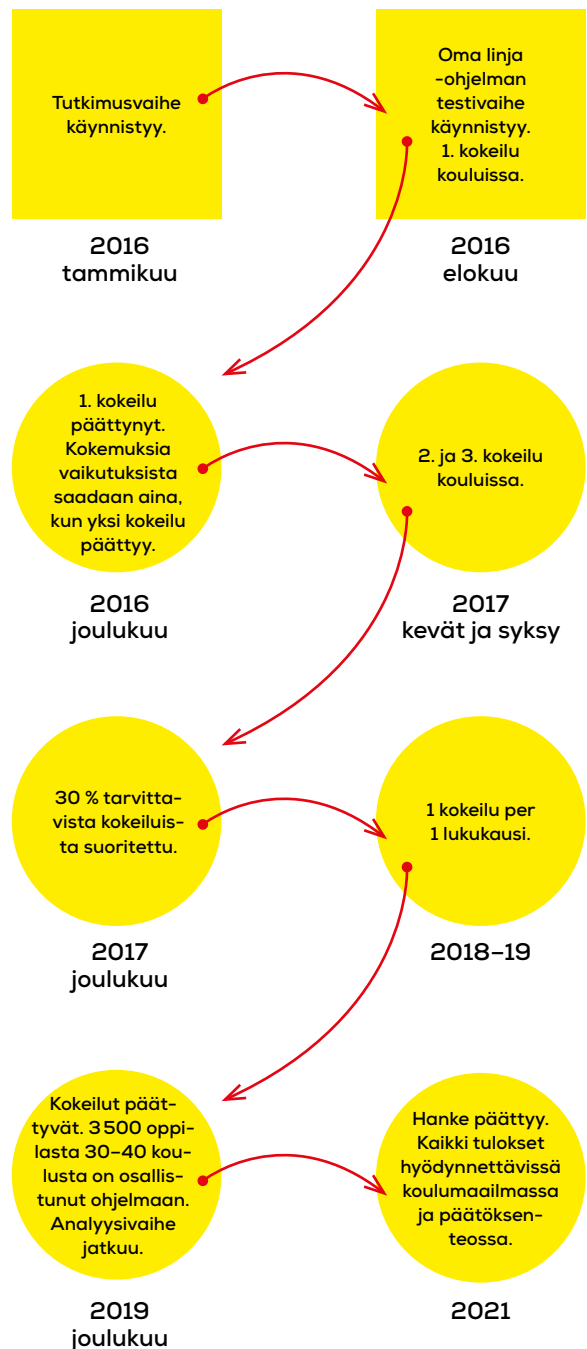 Tutkimusvaihe
käynnistyy.
2016
tammikuu
Oma linja
-ohjelman
testivaihe
käynnistyy.
1. kokeilu
kouluissa.
2016
elokuu
1. kokeilu
päättynyt.
Kokemuksia
vaikutuksista
saadaan aina,
kun yksi kokeilu
päättyy.
2016
joulukuu
2. ja 3. kokeilu
kouluissa.
2017
kevät ja syksy
30 % tarvitta-
vista kokeiluis-
ta suoritettu.
2017
joulukuu
1 kokeilu per
1 lukukausi.
2018–19
Kokeilut päät-
tyvät. 3 500 oppi-
lasta 30–40 kou-
lusta on osallis-
tunut ohjelmaan.
Analyysivaihe
jatkuu.
2019
joulukuu
Hanke päättyy.
Kaikki tulokset
hyödynnettävissä
koulumaailmassa
ja päätöksen-
teossa.
2021